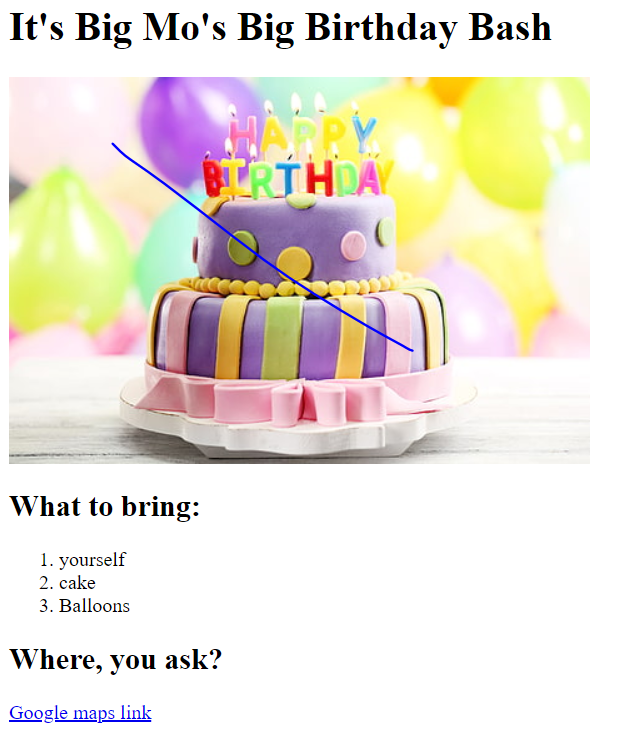 It's Big Mo's Big Birthday Bash
HAPPY
BIRTHDAY
What to bring:
1. yourself
2. cake
3. Balloons
Where, you ask?
Google maps link